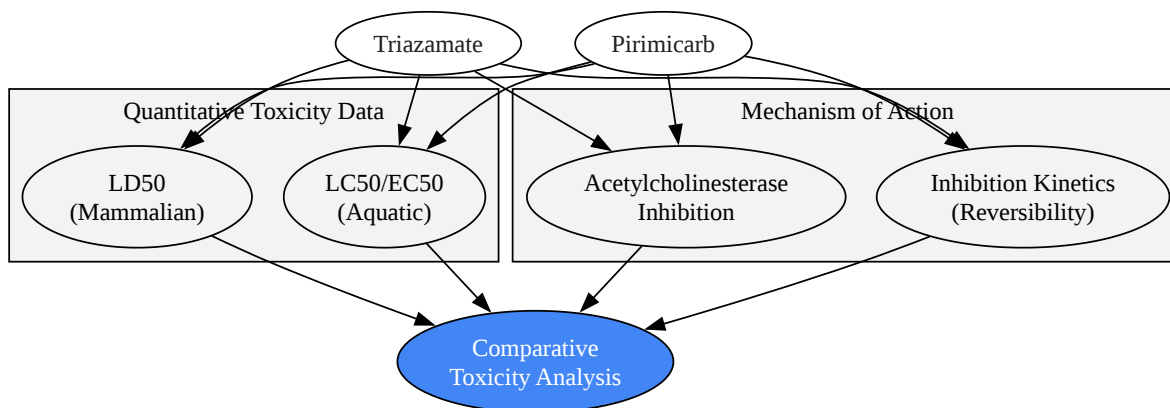 Triazamate
Pirimicarb
Quantitative Toxicity Data
Mechanism of Action
LD50
(Mammalian)
LC50/EC50
(Aquatic)
Acetylcholinesterase
Inhibition
Inhibition Kinetics
(Reversibility)
Comparative
Toxicity Analysis